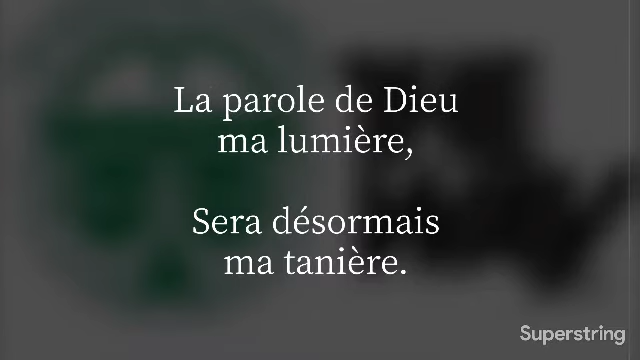 La parole de Dieu
ma lumière,
Sera désormais
ma tanière.
Superstring